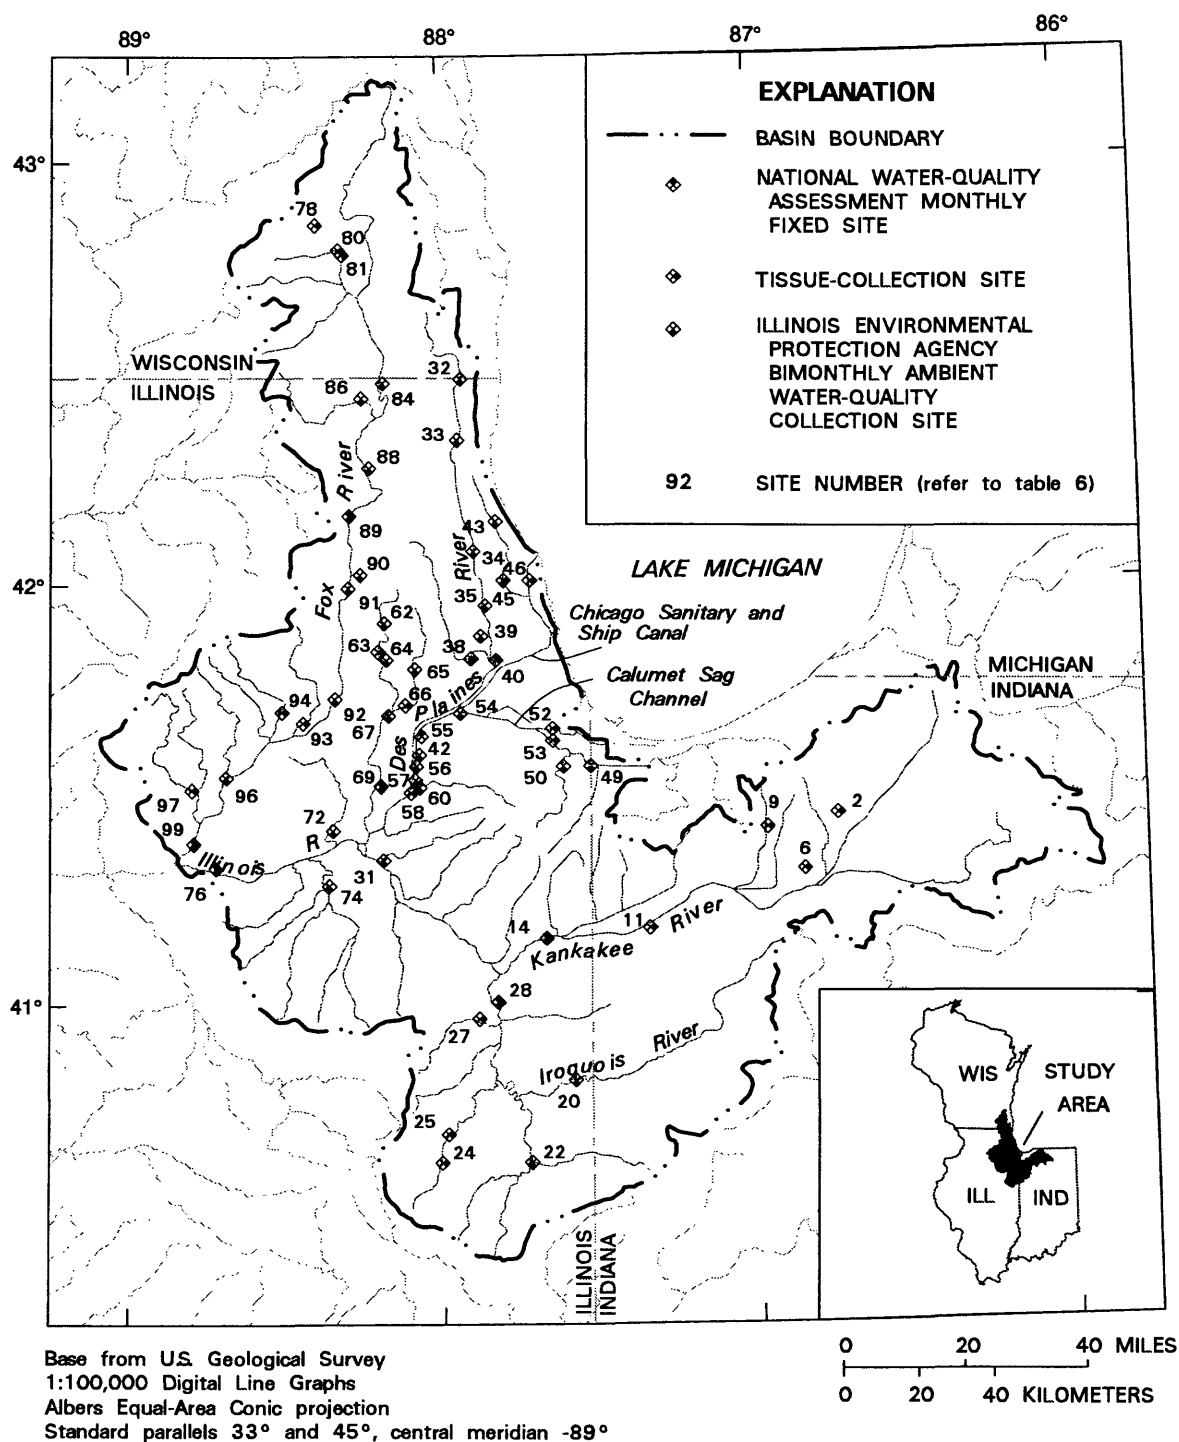 89°
88°
87°
86°
EXPLANATION
BASIN BOUNDARY
NATIONAL WATER-QUALITY
ASSESSMENT MONTHLY
FIXED SITE
TISSUE-COLLECTION SITE
ILLINOIS ENVIRONMENTAL
PROTECTION AGENCY
BIMONTHLY AMBIENT
WATER-QUALITY
COLLECTION SITE
92 SITE NUMBER (refer to table 6)
43°
78
80
81
WISCONSIN
ILLINOIS
32
86
84
33
88
River
89
43
34
46
River
LAKE MICHIGAN
42°
90
91
Fox
62
35
45
Chicago Sanitary and
Ship Canal
39
63
64
38
65
40
Calumet Sag
Channel
MICHIGAN
INDIANA
94
92
66
67
Plaines
54
52
93
55
53
42
Des
56
50
49
69
57
60
58
97
96
99
72
9
2
6
R
Illinois
76
31
74
14
11
River
Kankakee
41°
28
27
Iroquois
River
20
25
24
22
ILLINOIS
INDIANA
WIS
STUDY
AREA
ILL
IND
Base from U.S. Geological Survey
1:100,000 Digital Line Graphs
Albers Equal-Area Conic projection
Standard parallels 33° and 45°, central meridian -89°
0 20 40 MILES
0 20 40 KILOMETERS